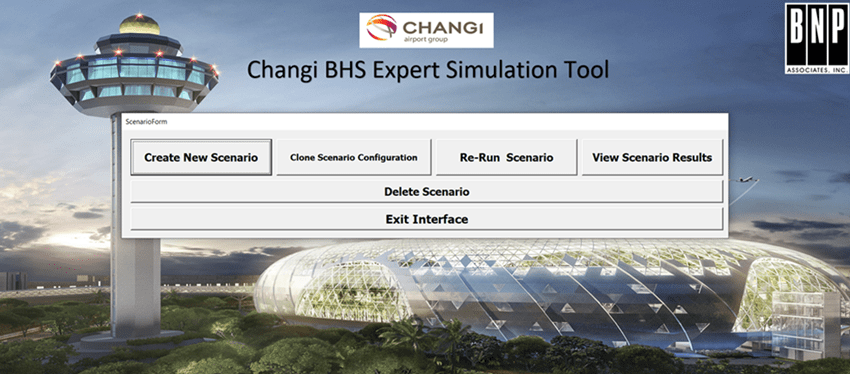 CHANGI
airport group
BNP
ASSOCIATES, INC.
Changi BHS Expert Simulation Tool
ScenarioForm
Create New Scenario
Clone Scenario Configuration
Re-Run Scenario
View Scenario Results
Delete Scenario
Exit Interface